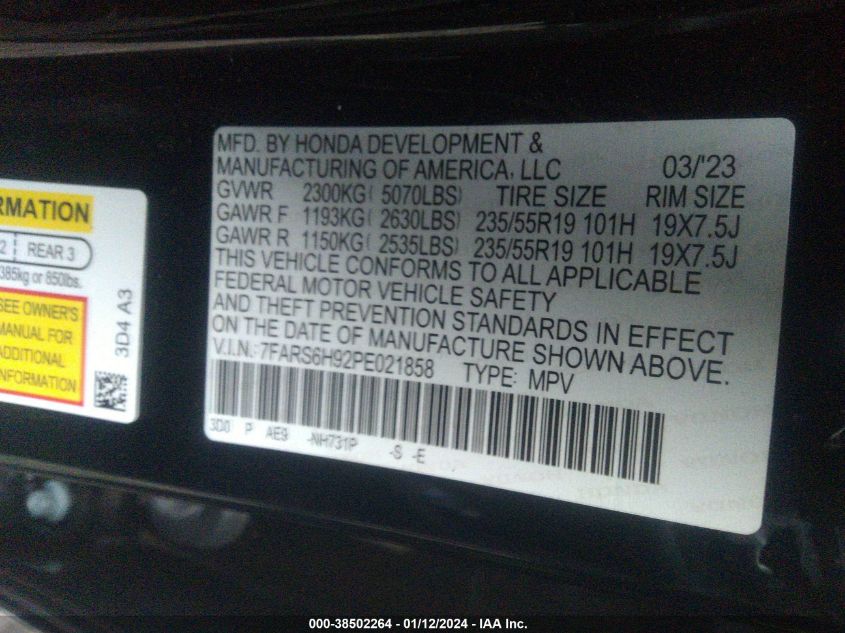 RMATION
2 REAR 3
385kg or 850lbs.
SEE OWNER'S
MANUAL FOR
ADDITIONAL
INFORMATION
3D4 A3
MFD. BY HONDA DEVELOPMENT &
MANUFACTURING OF AMERICA, LLC 03/'23
GVWR 2300KG( 5070LBS) TIRE SIZE RIM SIZE
GAWR F 1193KG( 2630LBS) 235/55R19 101H 19X7.5J
GAWR R 1150KG( 2535LBS) 235/55R19 101H 19X7.5J
THIS VEHICLE CONFORMS TO ALL APPLICABLE
FEDERAL MOTOR VEHICLE SAFETY
AND THEFT PREVENTION STANDARDS IN EFFECT
ON THE DATE OF MANUFACTURE SHOWN ABOVE.
V.I.N.: 7FARS6H92PE021858 TYPE: MPV
3D0 P AE9 -NH731P -S -E
000-38502264 - 01/12/2024 - IAA Inc.